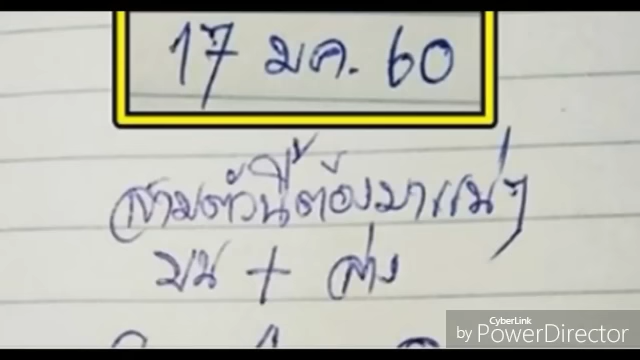 17 มค. 60
สามตัวนี้ต้องมาแน่ๆ
บน + ล่าง
CyberLink
by PowerDirector